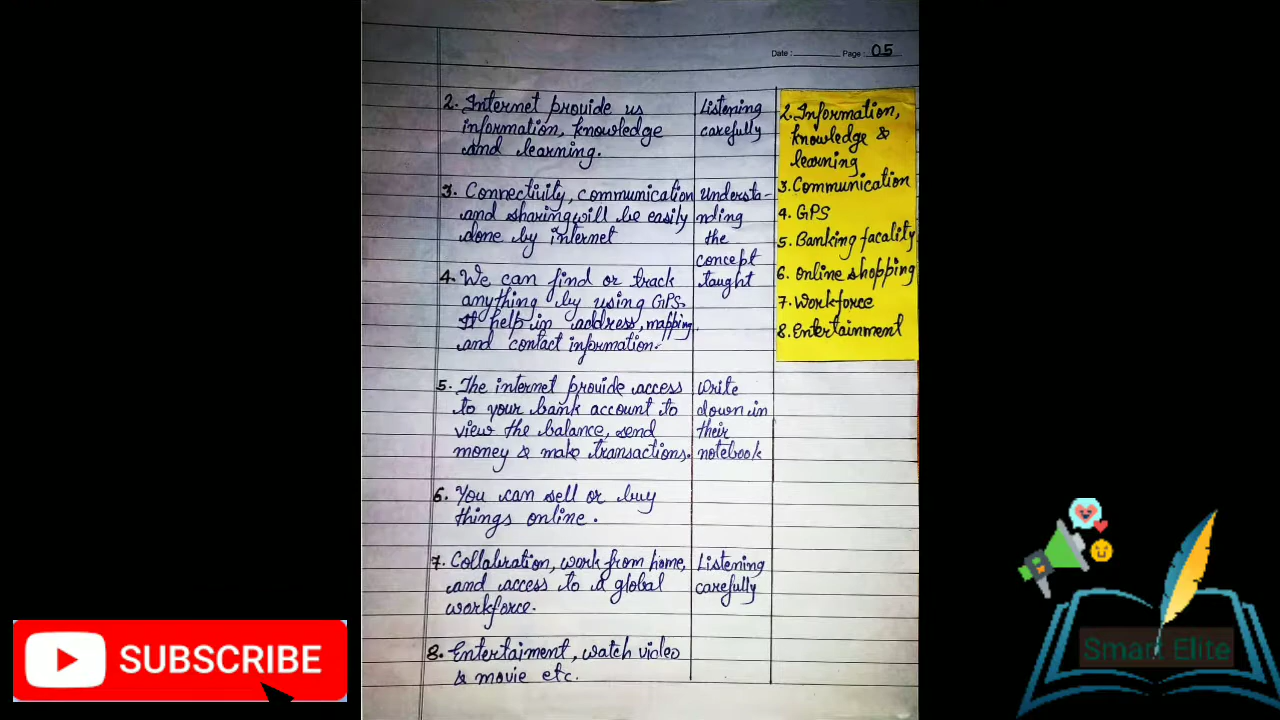 Date : Page : 05
2. Internet provide us
information, knowledge
and learning.
3. Connectivity, communication
and sharing will be easily
done by internet
4. We can find or track
anything by using GPS.
It help in address, mapping,
and contact information.
5. The internet provide access
to your bank account to
view the balance, send
money & make transactions.
6. You can sell or buy
things online.
7. Collaboration, work from home,
and access to a global
workforce.
8. Entertaiment, watch video
& movie etc.
Listening
carefully
Understa-
nding
the
concept
taught
Write
down in
their
notebook
Listening
carefully
2. Information,
knowledge &
learning
3. Communication
4. GPS
5. Banking facality
6. online shopping
7. Workforce
8. Entertainment
SUBSCRIBE
Smart Elite